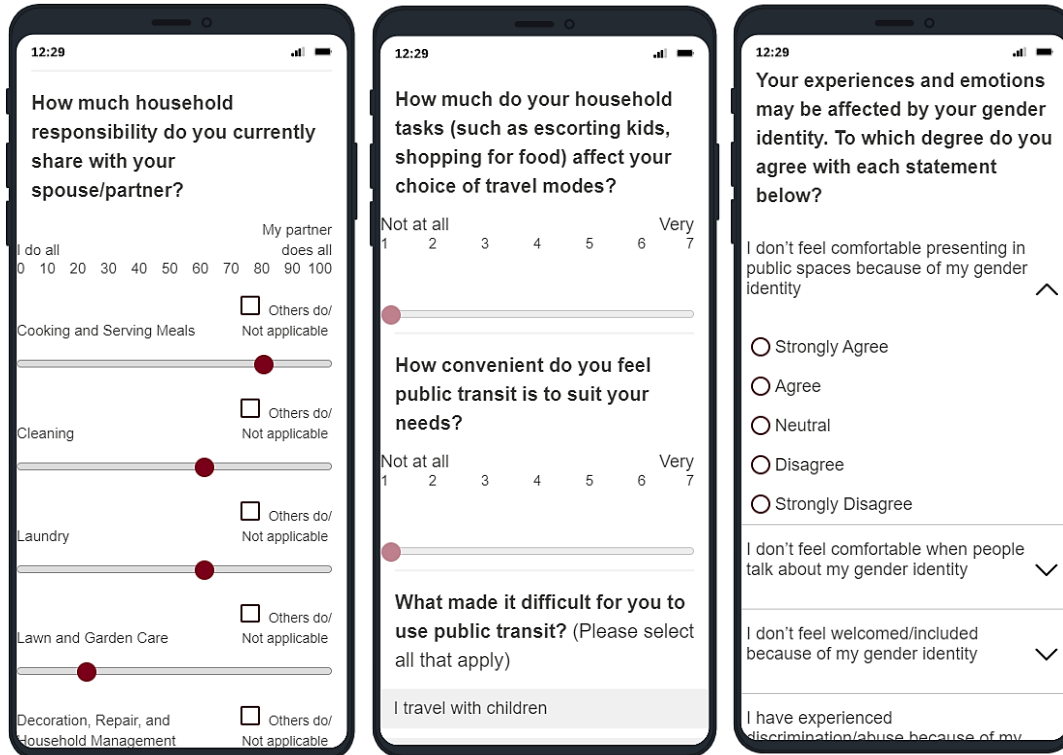 12:29
How much household
responsibility do you currently
share with your
spouse/partner?
My partner
I do all does all
0 10 20 30 40 50 60 70 80 90 100
Others do/
Cooking and Serving Meals Not applicable
Others do/
Cleaning Not applicable
Others do/
Laundry Not applicable
Others do/
Lawn and Garden Care Not applicable
Decoration, Repair, and Others do/
Household Management Not applicable
12:29
How much do your household
tasks (such as escorting kids,
shopping for food) affect your
choice of travel modes?
Not at all Very
1 2 3 4 5 6 7
How convenient do you feel
public transit is to suit your
needs?
Not at all Very
1 2 3 4 5 6 7
What made it difficult for you to
use public transit? (Please select
all that apply)
I travel with children
12:29
Your experiences and emotions
may be affected by your gender
identity. To which degree do you
agree with each statement
below?
I don't feel comfortable presenting in
public spaces because of my gender
identity
Strongly Agree
Agree
Neutral
Disagree
Strongly Disagree
I don't feel comfortable when people
talk about my gender identity
I don't feel welcomed/included
because of my gender identity
I have experienced
discrimination/abuse because of my